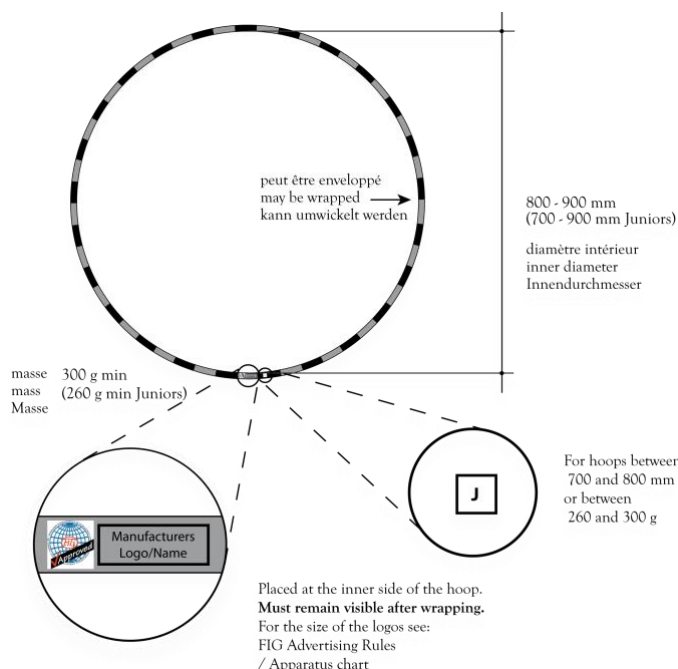 peut être enveloppé
may be wrapped
kann umwickelt werden
800 - 900 mm
(700 - 900 mm Juniors)
diamètre intérieur
inner diameter
Innendurchmesser
masse 300 g min
mass (260 g min Juniors)
Masse
FIG
Approved
Manufacturers
Logo/Name
J
For hoops between
700 and 800 mm
or between
260 and 300 g
Placed at the inner side of the hoop.
Must remain visible after wrapping.
For the size of the logos see:
FIG Advertising Rules
/ Apparatus chart